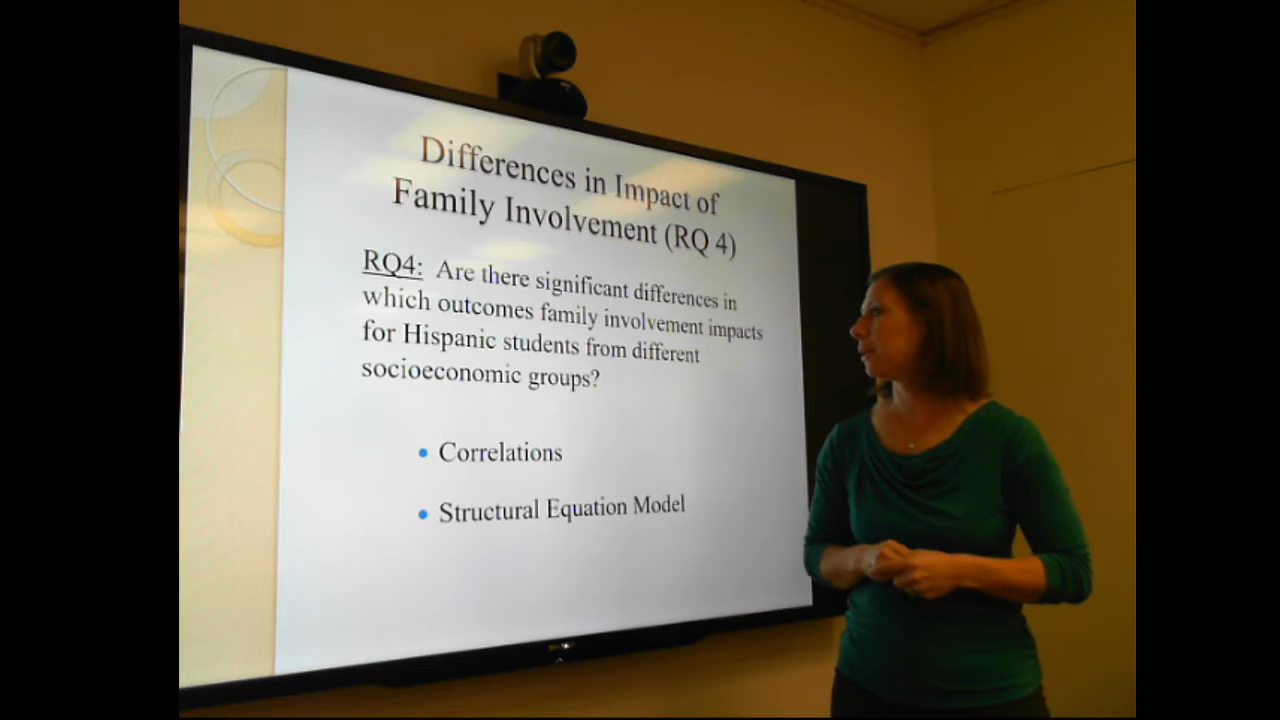 Differences in Impact of
Family Involvement (RQ 4)
RQ4: Are there significant differences in
which outcomes family involvement impacts
for Hispanic students from different
socioeconomic groups?
• Correlations
• Structural Equation Model